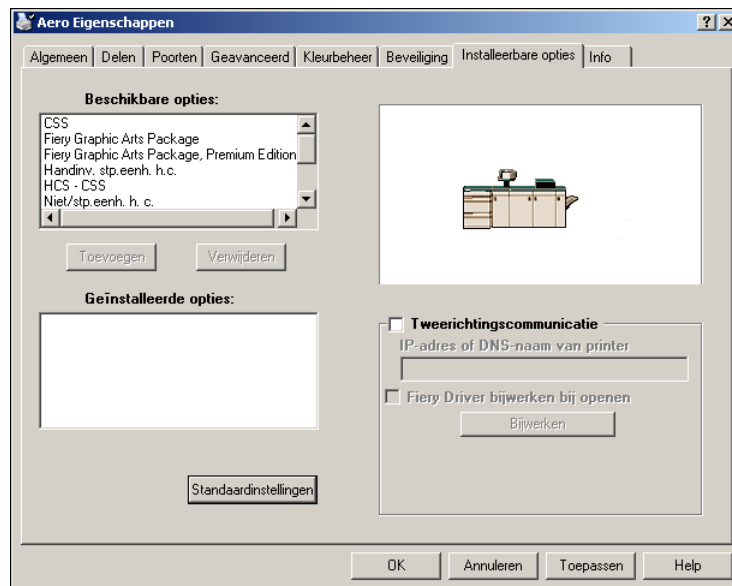 Aero Eigenschappen
Algemeen Delen Poorten Geavanceerd Kleurbeheer Beveiliging Installeerbare opties Info
Beschikbare opties:
CSS
Fiery Graphic Arts Package
Fiery Graphic Arts Package, Premium Edition
Handinv. stp.eenh. h.c.
HCS - CSS
Niet/stp.eenh. h. c.
Toevoegen Verwijderen
Geïnstalleerde opties:
Tweerichtingscommunicatie
IP-adres of DNS-naam van printer
Fiery Driver bijwerken bij openen
Bijwerken
Standaardinstellingen
OK Annuleren Toepassen Help